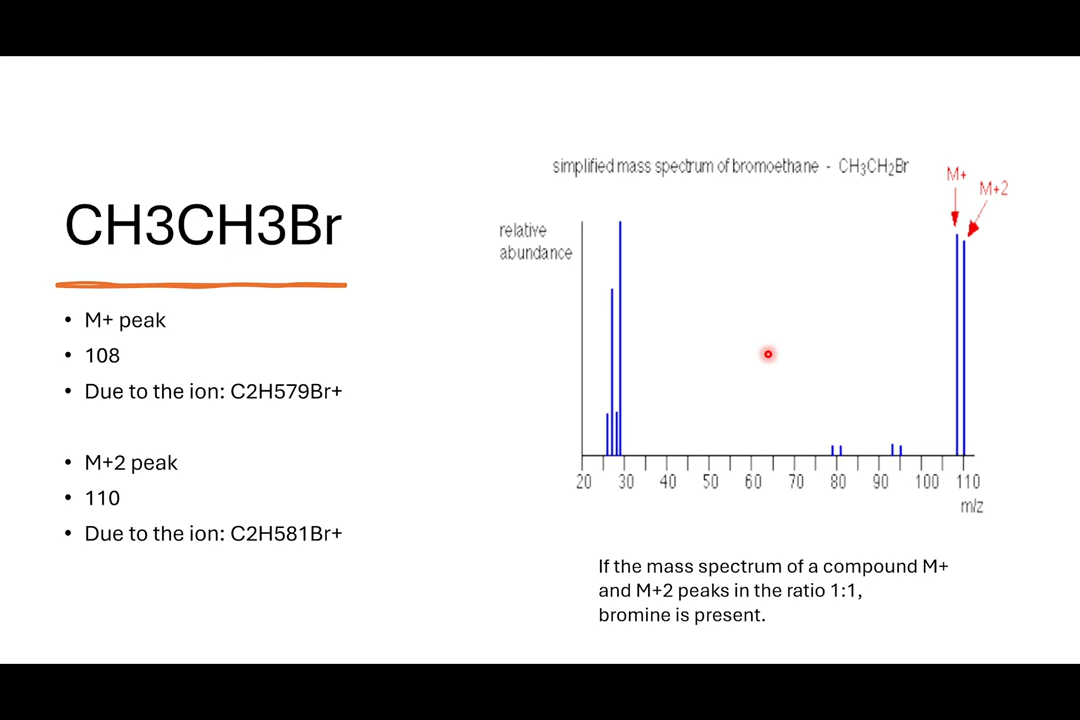 simplified mass spectrum of bromoethane - CH3CH2Br
M+
M+2
CH3CH3Br
relative
abundance
• M+ peak
• 108
• Due to the ion: C2H579Br+
• M+2 peak
• 110
• Due to the ion: C2H581Br+
20 30 40 50 60 70 80 90 100 110
m/z
If the mass spectrum of a compound M+
and M+2 peaks in the ratio 1:1,
bromine is present.